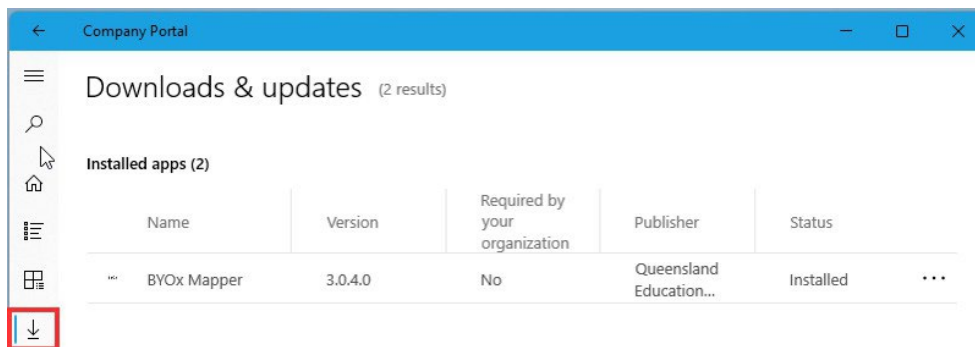 Company Portal
Downloads & updates (2 results)
Installed apps (2)
Name Version Required by your organization Publisher Status
BYOx Mapper 3.0.4.0 No Queensland Education... Installed ...